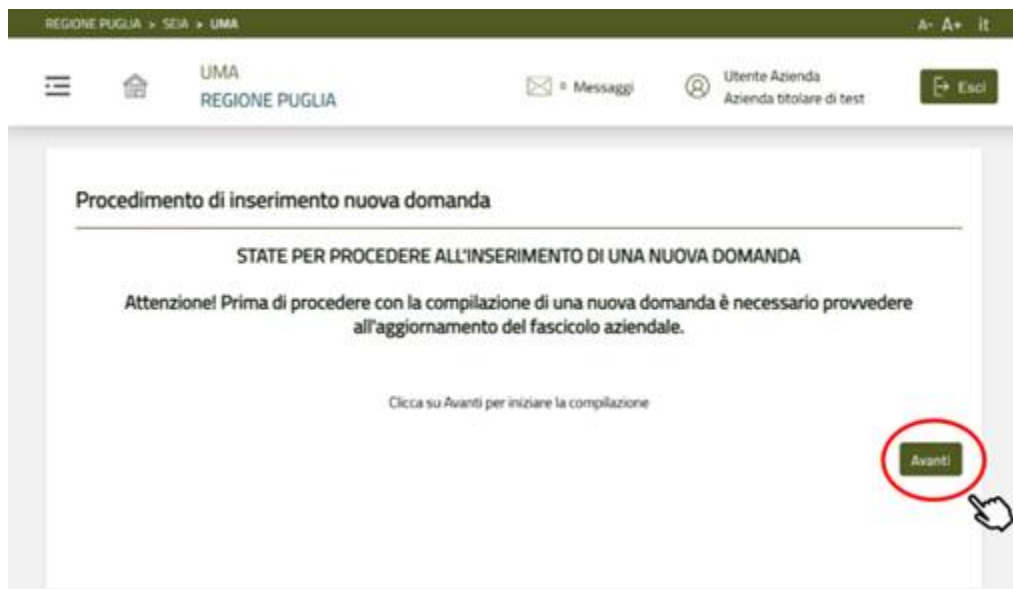 REGIONE PUGLIA > SEIA > UMA
A- A+ it
UMA
REGIONE PUGLIA
0 Messaggi
Utente Azienda
Azienda titolare di test
Esci
Procedimento di inserimento nuova domanda
STATE PER PROCEDERE ALL'INSERIMENTO DI UNA NUOVA DOMANDA
Attenzione! Prima di procedere con la compilazione di una nuova domanda è necessario provvedere
all'aggiornamento del fascicolo aziendale.
Clicca su Avanti per iniziare la compilazione
Avanti